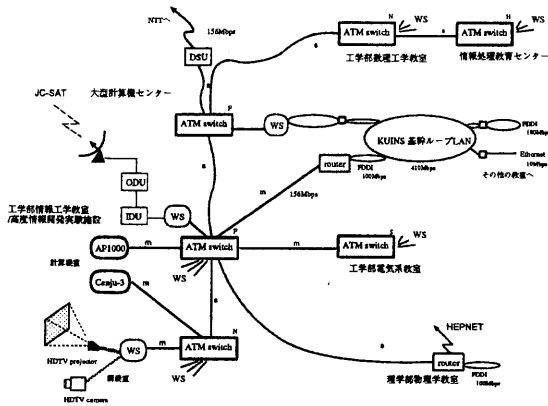 NTTへ
156Mbps
DSU
s
s
N
ATM switch
WS
工学部数理工学教室
s
N
ATM switch
WS
情報処理教育センター
JC-SAT
大型計算機センター
F
ATM switch
WS
KUINS 基幹ループLAN
410Mbps
FDDI
100Mbps
Ethernet
10Mbps
その他の教室へ
router
FDDI
100Mbps
ODU
IDU
WS
s
m
156Mbps
工学部情報工学教室
/高度情報開発実験施設
F
ATM switch
WS
AP1000
m
計算機室
m
ATM switch
WS
工学部電気系教室
Cenju-3
m
s
N
ATM switch
WS
HDTV projector
WS
m
HDTV camera
s
HEPNET
router
FDDI
100Mbps
理学部物理学教室